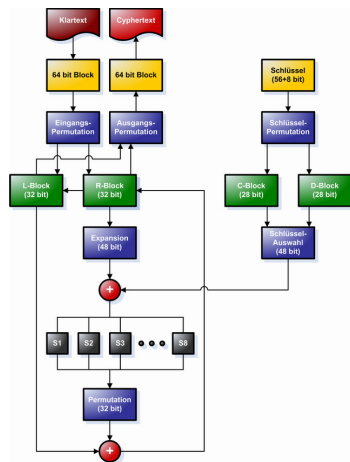 Klartext
Cyphertext
64 bit Block
64 bit Block
Schlüssel
(56+8 bit)
Eingangs-
Permutation
Ausgangs-
Permutation
Schlüssel-
Permutation
L-Block
(32 bit)
R-Block
(32 bit)
C-Block
(28 bit)
D-Block
(28 bit)
Expansion
(48 bit)
Schlüssel-
Auswahl
(48 bit)
+
S1
S2
S3
S8
Permutation
(32 bit)
+